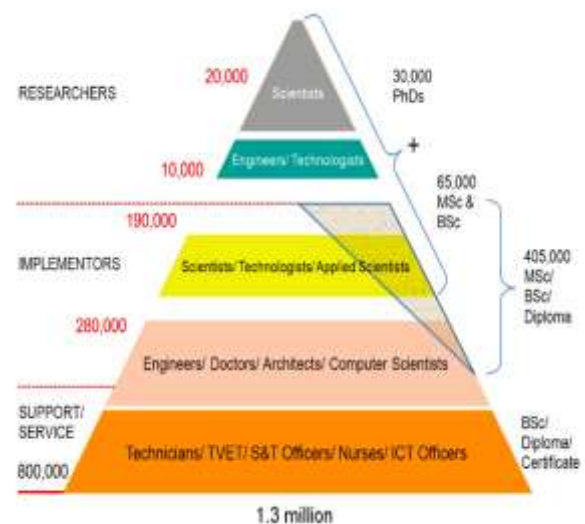 20,000
RESEARCHERS
Scientists
30,000
PhDs
+
Engineers/ Technologists
10,000
65,000
MSc &
BSc
190,000
405,000
MSc/
BSc/
Diploma
IMPLEMENTORS
Scientists/ Technologists/ Applied Scientists
280,000
Engineers/ Doctors/ Architects/ Computer Scientists
SUPPORT/
SERVICE
BSc/
Diploma/
Certificate
Technicians/ TVET/ S&T Officers/ Nurses/ ICT Officers
800,000
1.3 million